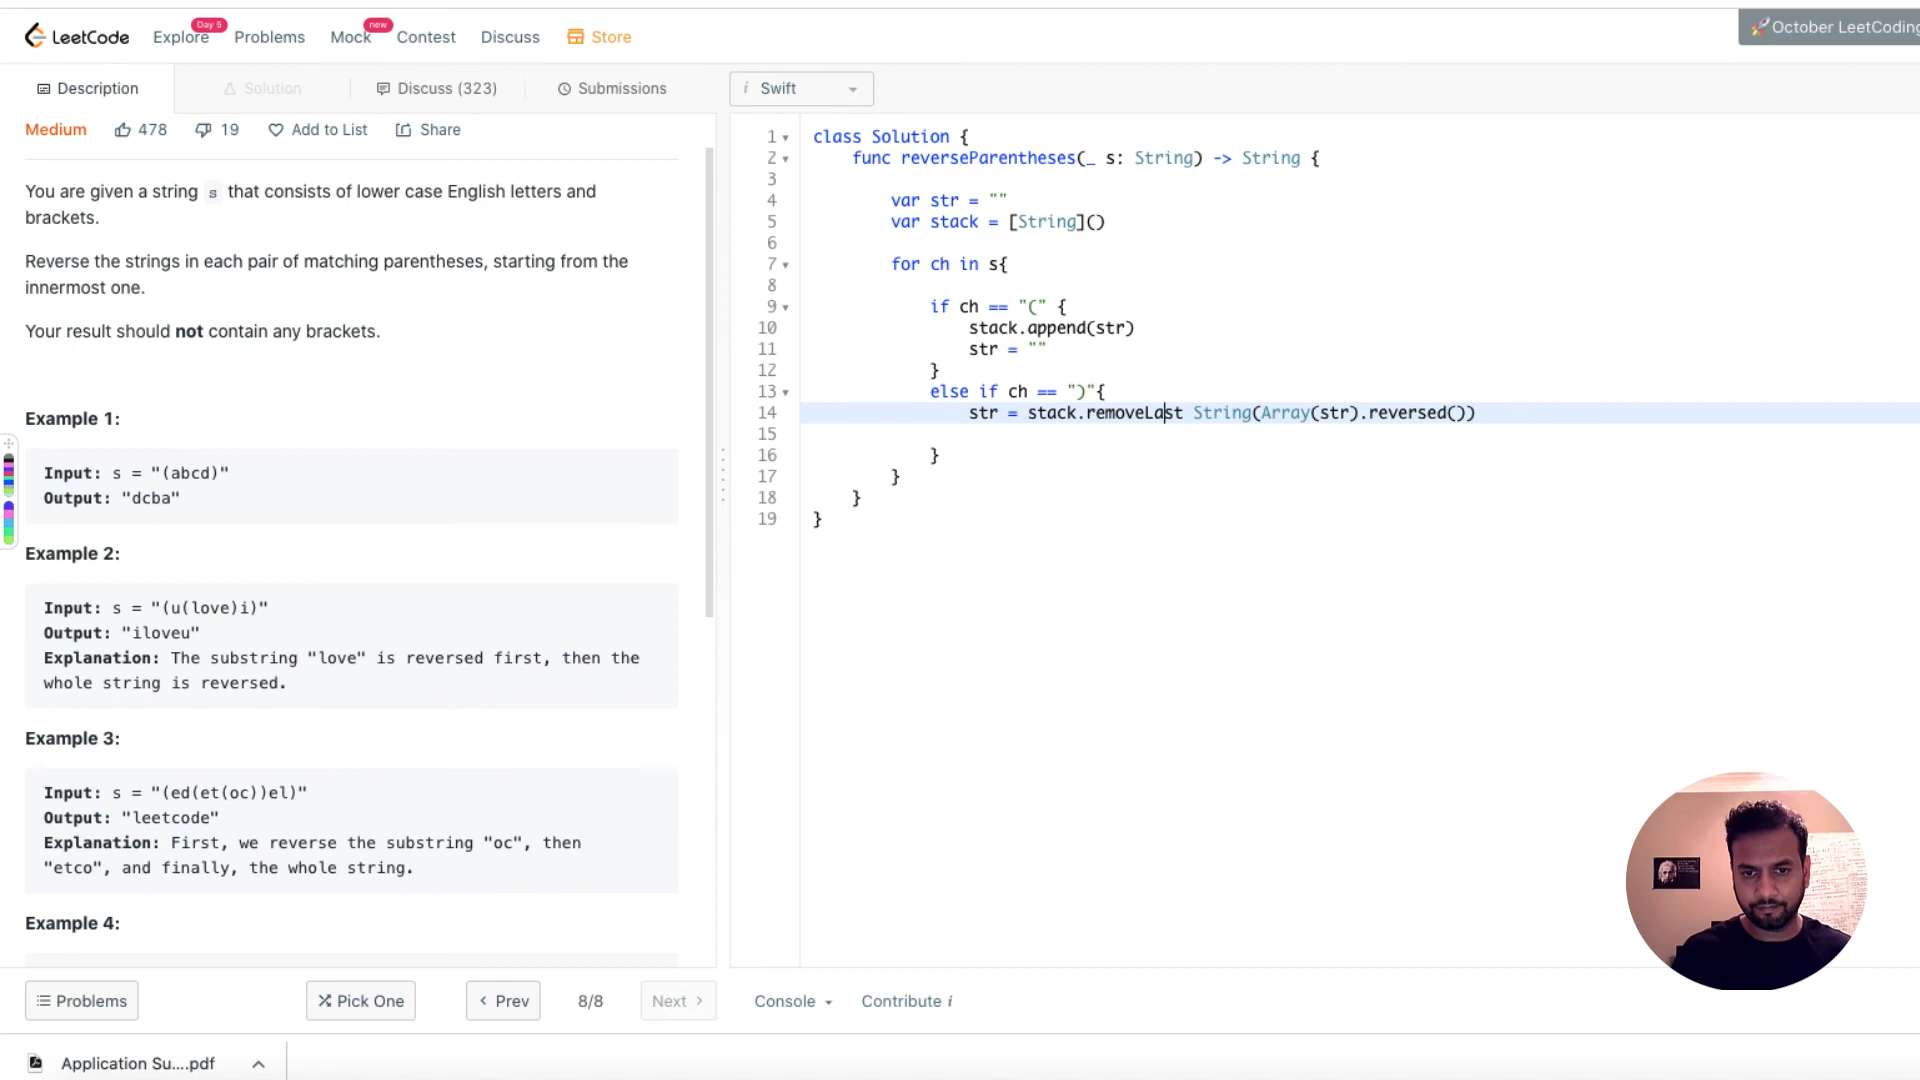 LeetCode
Explore
Day 5
Problems
Mock
new
Contest
Discuss
Store
🚀October LeetCoding
Description
Solution
Discuss (323)
Submissions
i Swift
Medium
478
19
Add to List
Share
You are given a string s that consists of lower case English letters and
brackets.
Reverse the strings in each pair of matching parentheses, starting from the
innermost one.
Your result should not contain any brackets.
Example 1:
Input: s = "(abcd)"
Output: "dcba"
Example 2:
Input: s = "(u(love)i)"
Output: "iloveu"
Explanation: The substring "love" is reversed first, then the
whole string is reversed.
Example 3:
Input: s = "(ed(et(oc))el)"
Output: "leetcode"
Explanation: First, we reverse the substring "oc", then
"etco", and finally, the whole string.
Example 4:
1 class Solution {
2 func reverseParentheses(_ s: String) -> String {
3
4 var str = ""
5 var stack = [String]()
6
7 for ch in s{
8
9 if ch == "(" {
10 stack.append(str)
11 str = ""
12 }
13 else if ch == ")"{
14 str = stack.removeLast String(Array(str).reversed())
15
16 }
17 }
18 }
19 }
Problems
Pick One
Prev
8/8
Next
Console
Contribute i
Application Su....pdf